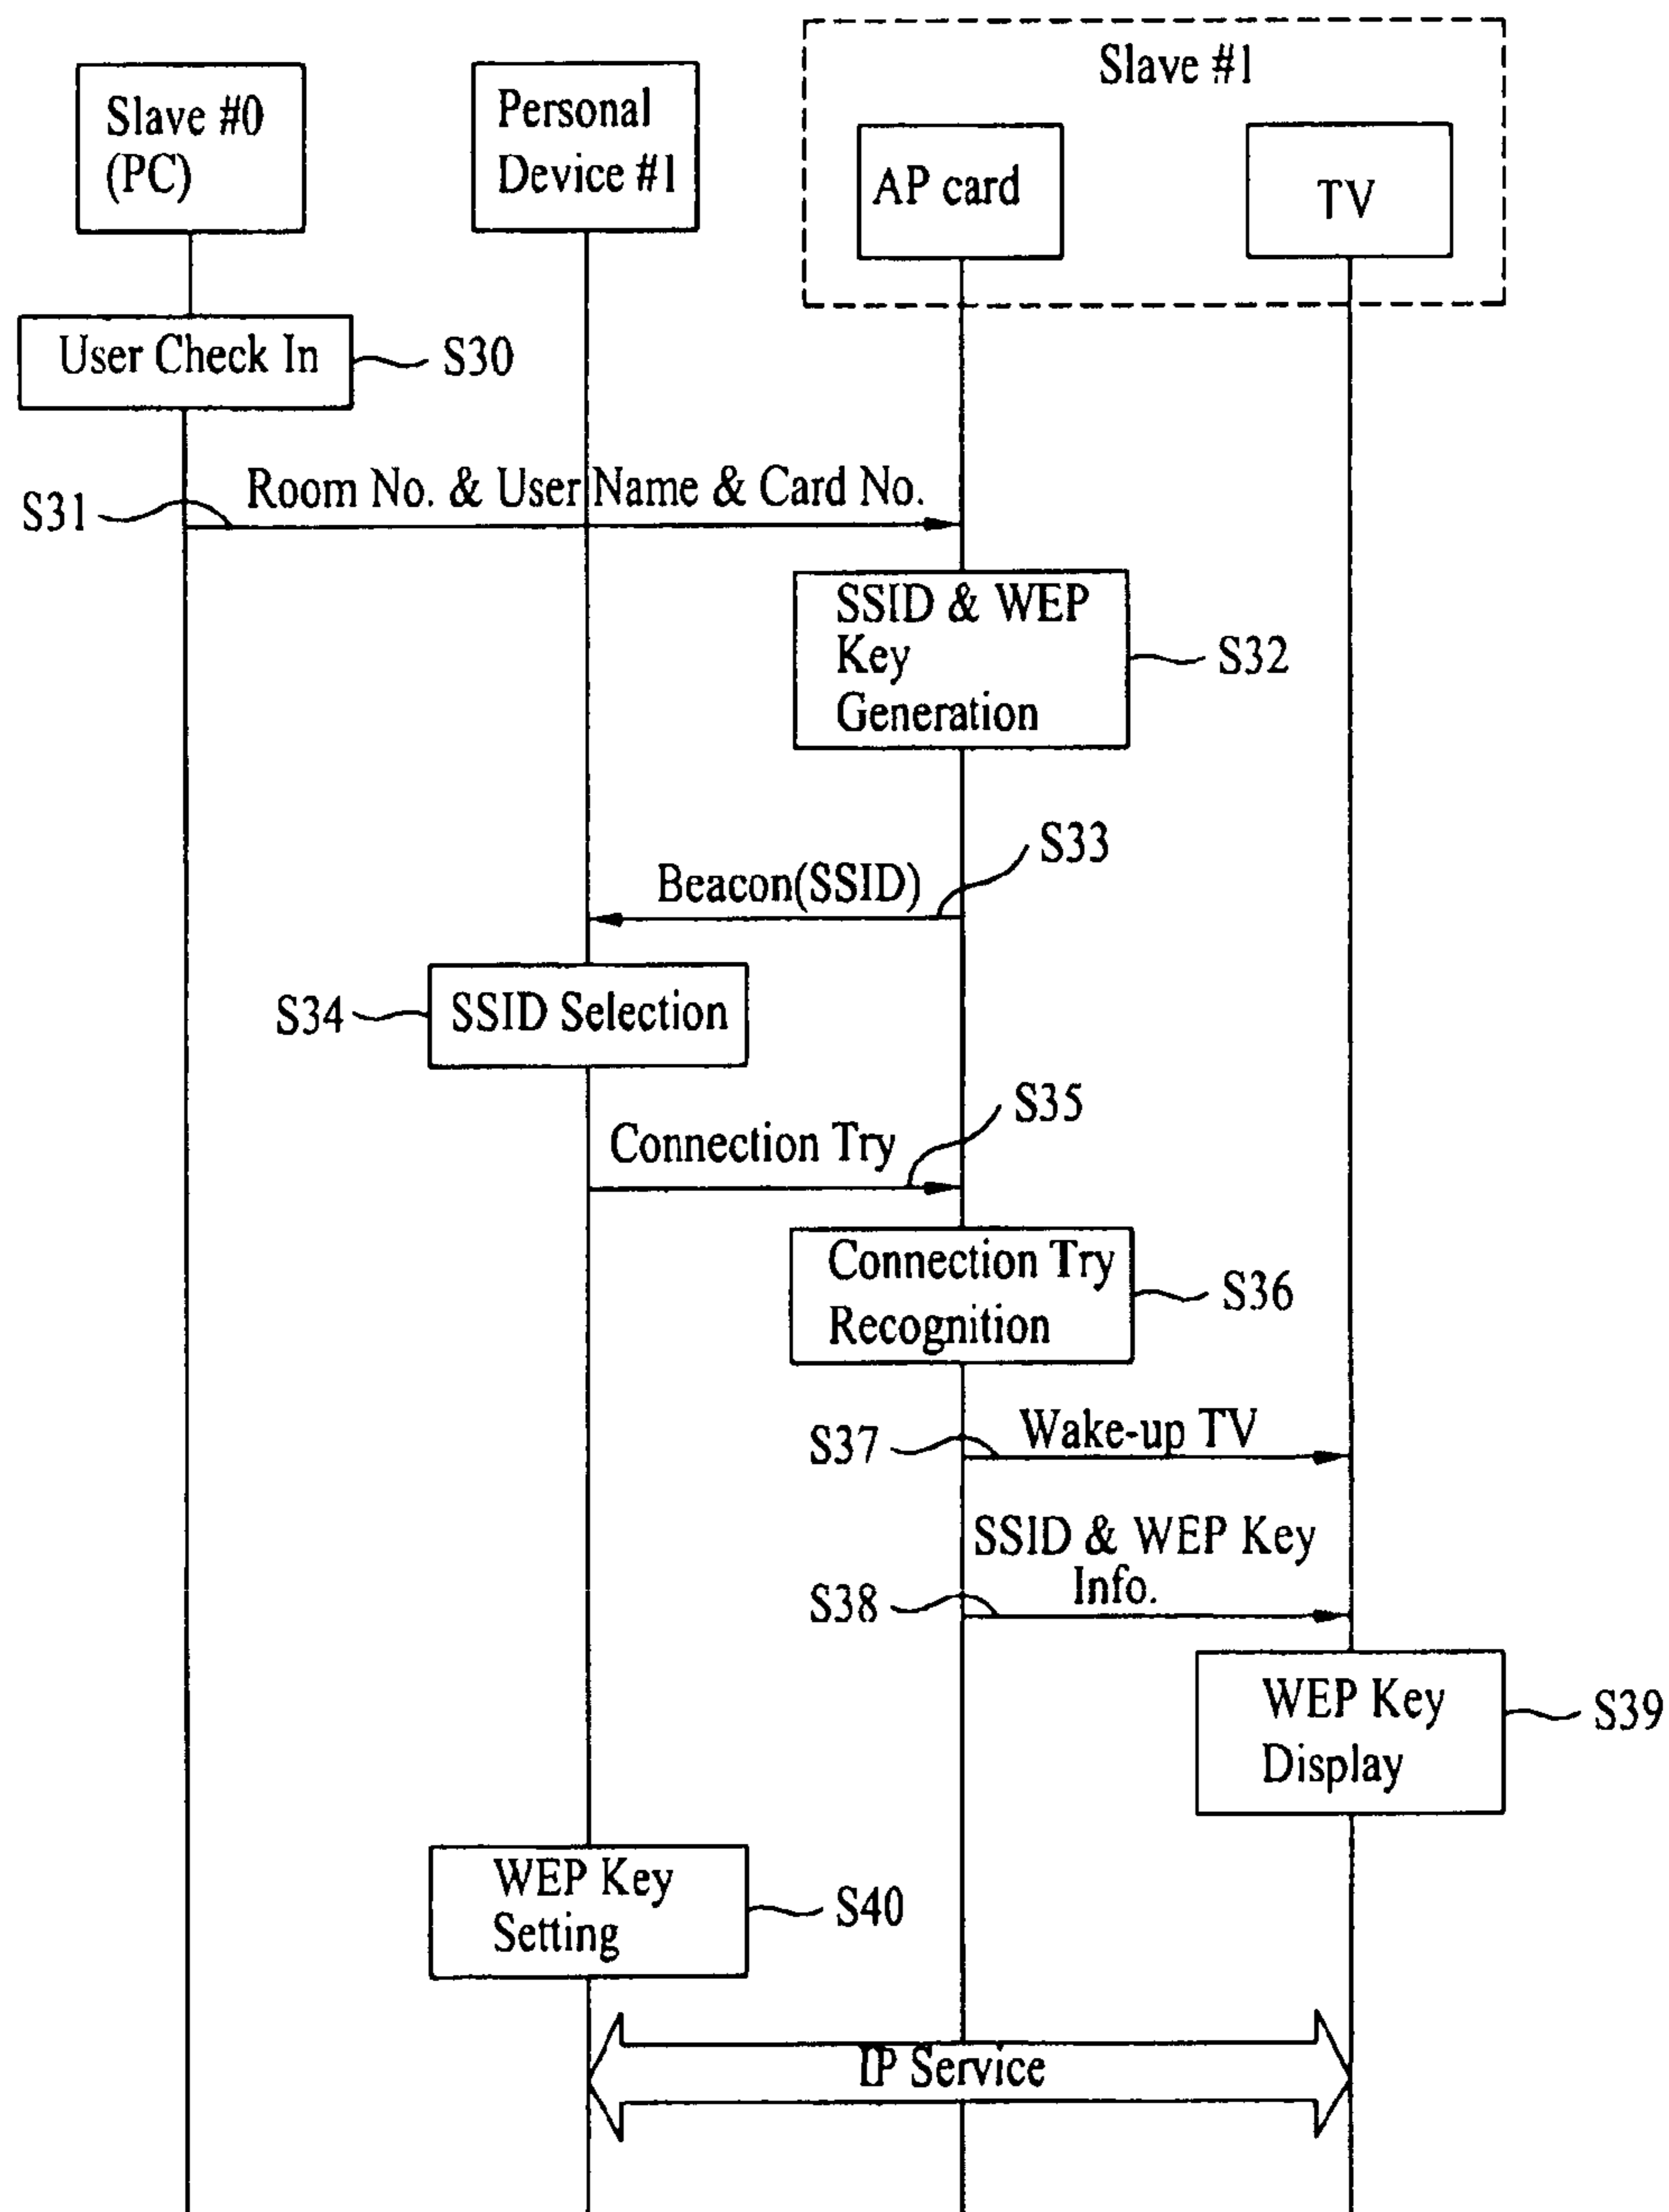 Slave #1
Slave #0
(PC)
Personal
Device #1
AP card
TV
User Check In
S30
Room No. & User Name & Card No.
S31
SSID & WEP
Key
Generation
S32
S33
Beacon(SSID)
S34
SSID Selection
S35
Connection Try
Connection Try
Recognition
S36
S37
Wake-up TV
SSID & WEP Key
Info.
S38
WEP Key
Display
S39
WEP Key
Setting
S40
IP Service